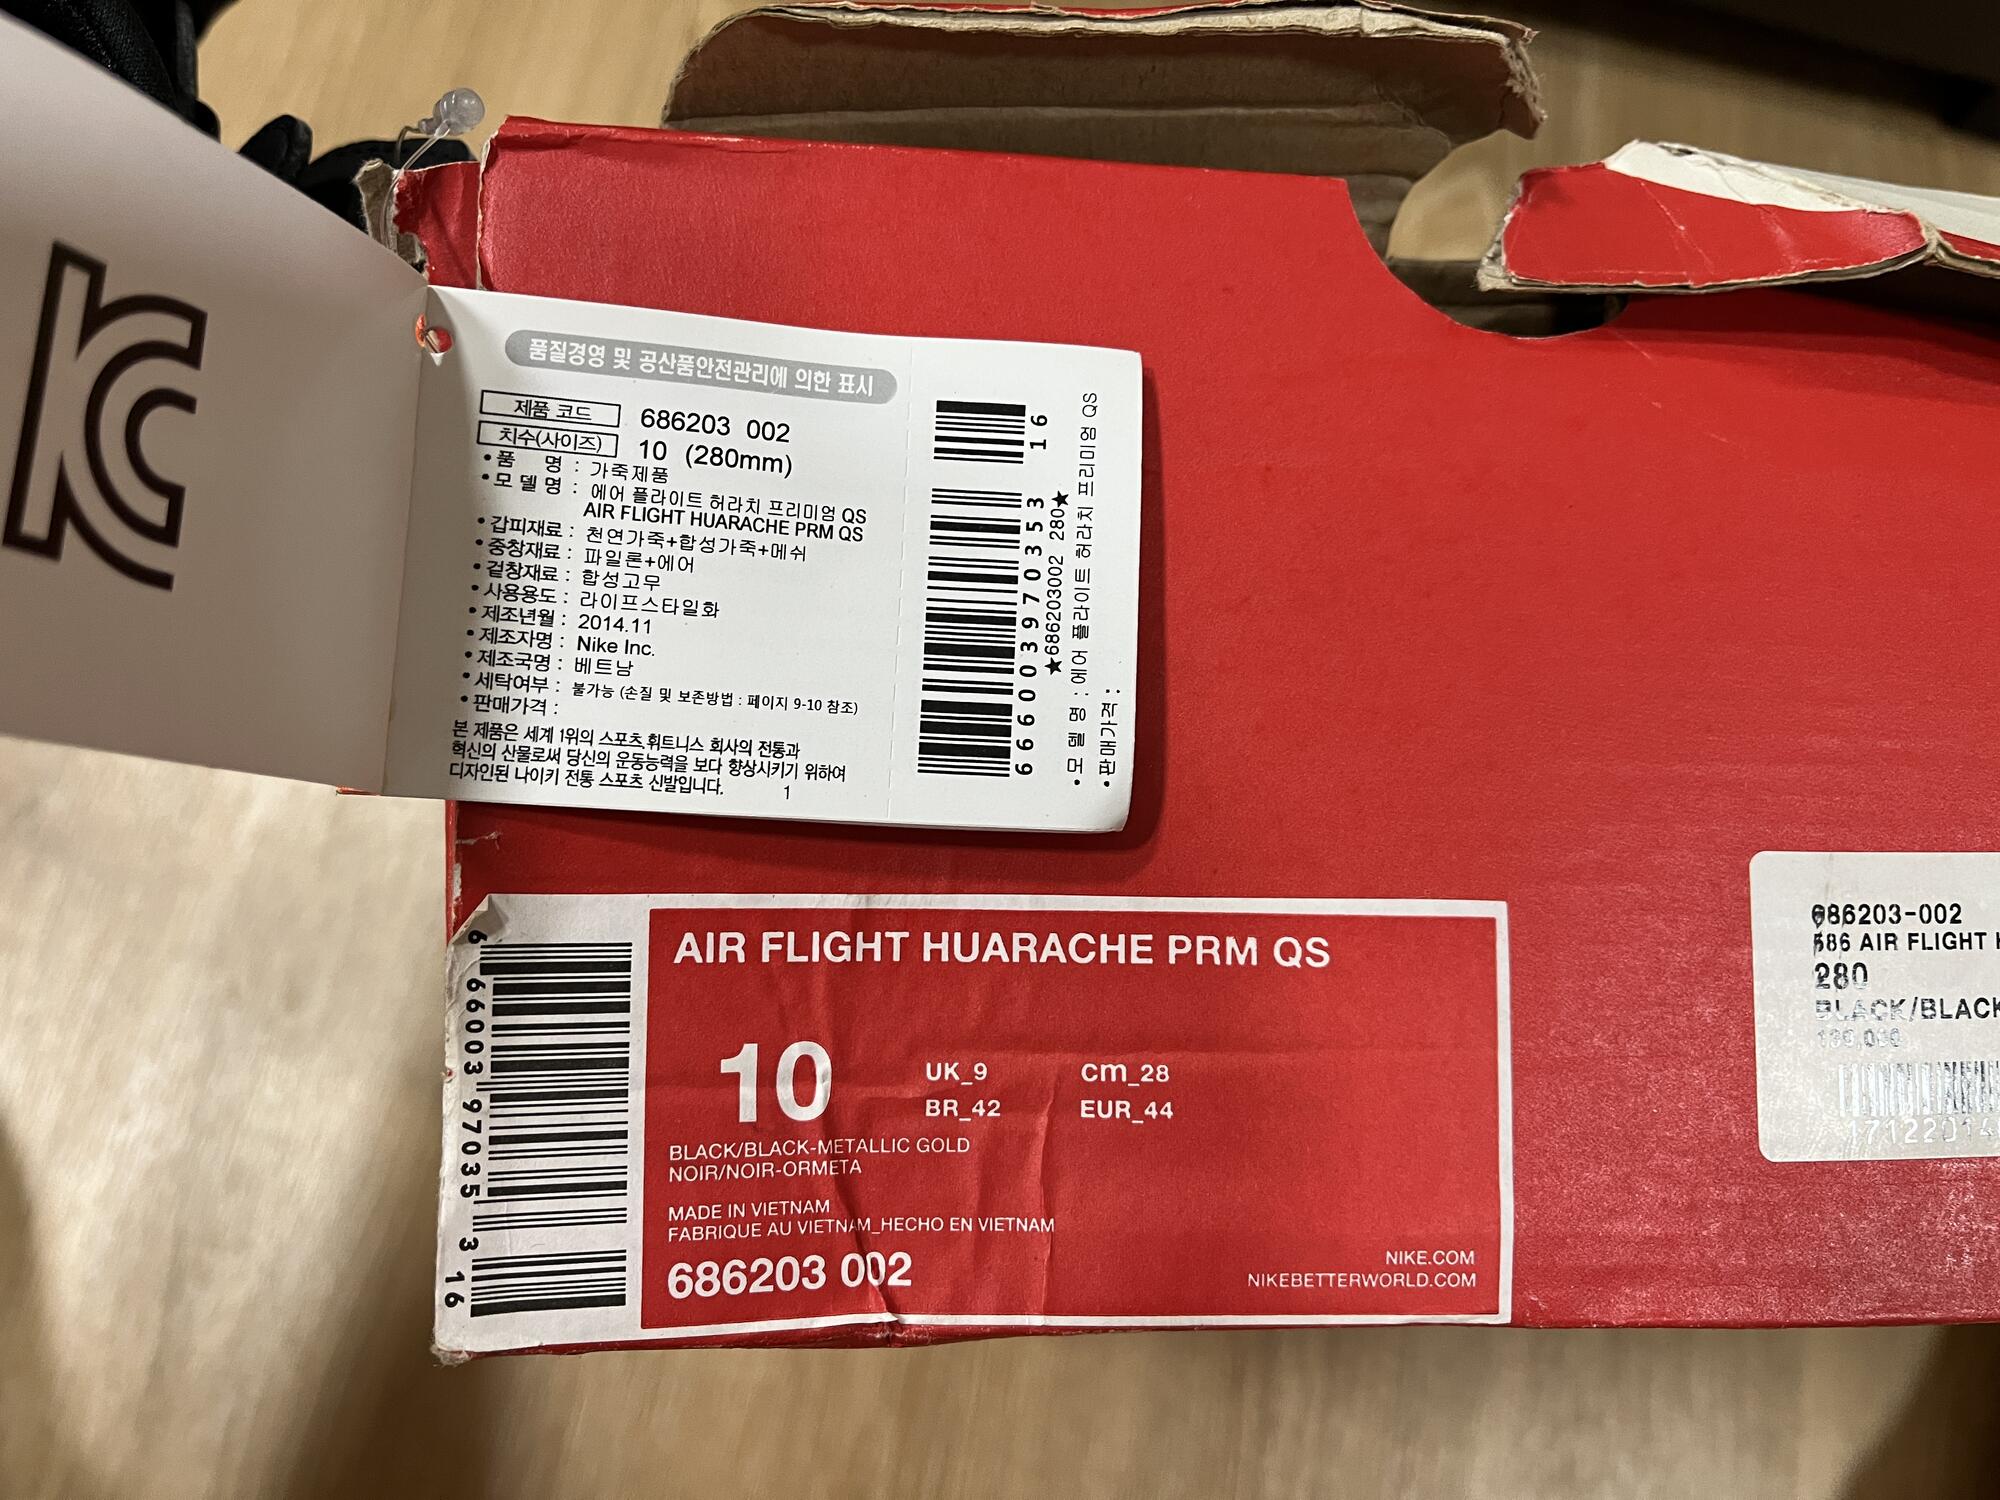 KC
품질경영 및 공산품안전관리에 의한 표시
제품 코드 686203 002
치수(사이즈) 10 (280mm)
• 품 명 : 가죽제품
• 모 델 명 : 에어 플라이트 허라치 프리미엄 QS
AIR FLIGHT HUARACHE PRM QS
• 갑피재료 : 천연가죽+합성가죽+메쉬
• 중창재료 : 파일론+에어
• 겉창재료 : 합성고무
• 사용용도 : 라이프스타일화
• 제조년월 : 2014.11
• 제조자명 : Nike Inc.
• 제조국명 : 베트남
• 세탁여부 : 불가능 (손질 및 보존방법 : 페이지 9-10 참조)
• 판매가격 :
본 제품은 세계 1위의 스포츠.휘트니스 회사의 전통과
혁신의 산물로써 당신의 운동능력을 보다 향상시키기 위하여
디자인된 나이키 전통 스포츠 신발입니다.
1
666003970353 16
★686203002 280★
• 모 델 명 : 에어 플라이트 허라치 프리미엄 QS
• 판매가격 :
6 66003 97035 3 16
AIR FLIGHT HUARACHE PRM QS
10
UK_9 cm_28
BR_42 EUR_44
BLACK/BLACK-METALLIC GOLD
NOIR/NOIR-ORMETA
MADE IN VIETNAM
FABRIQUE AU VIETNAM_HECHO EN VIETNAM
686203 002
NIKE.COM
NIKEBETTERWORLD.COM
686203-002
686 AIR FLIGHT
280
BLACK/BLACK